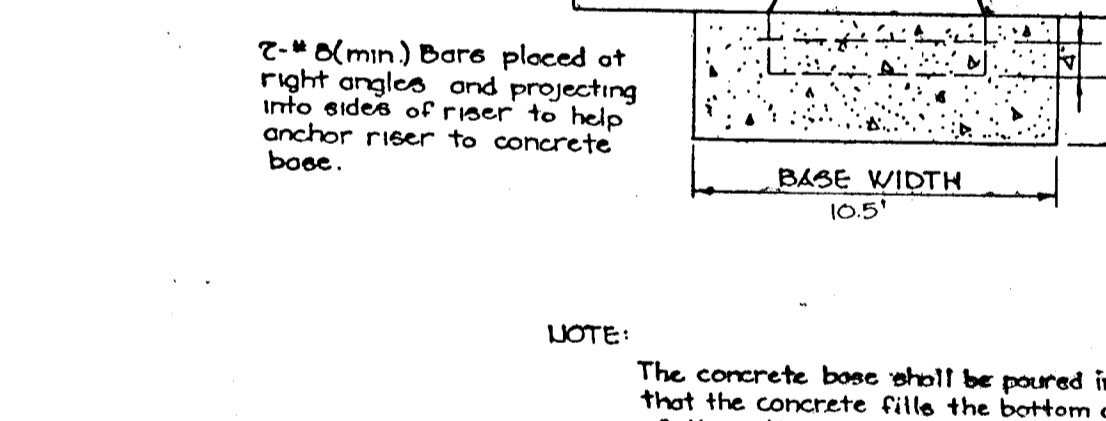 2-#8(min.) Bars placed at
right angles and projecting
into sides of riser to help
anchor riser to concrete
base.
BASE WIDTH
10.5'
NOTE:
The concrete base shall be poured
that the concrete fills the bottom